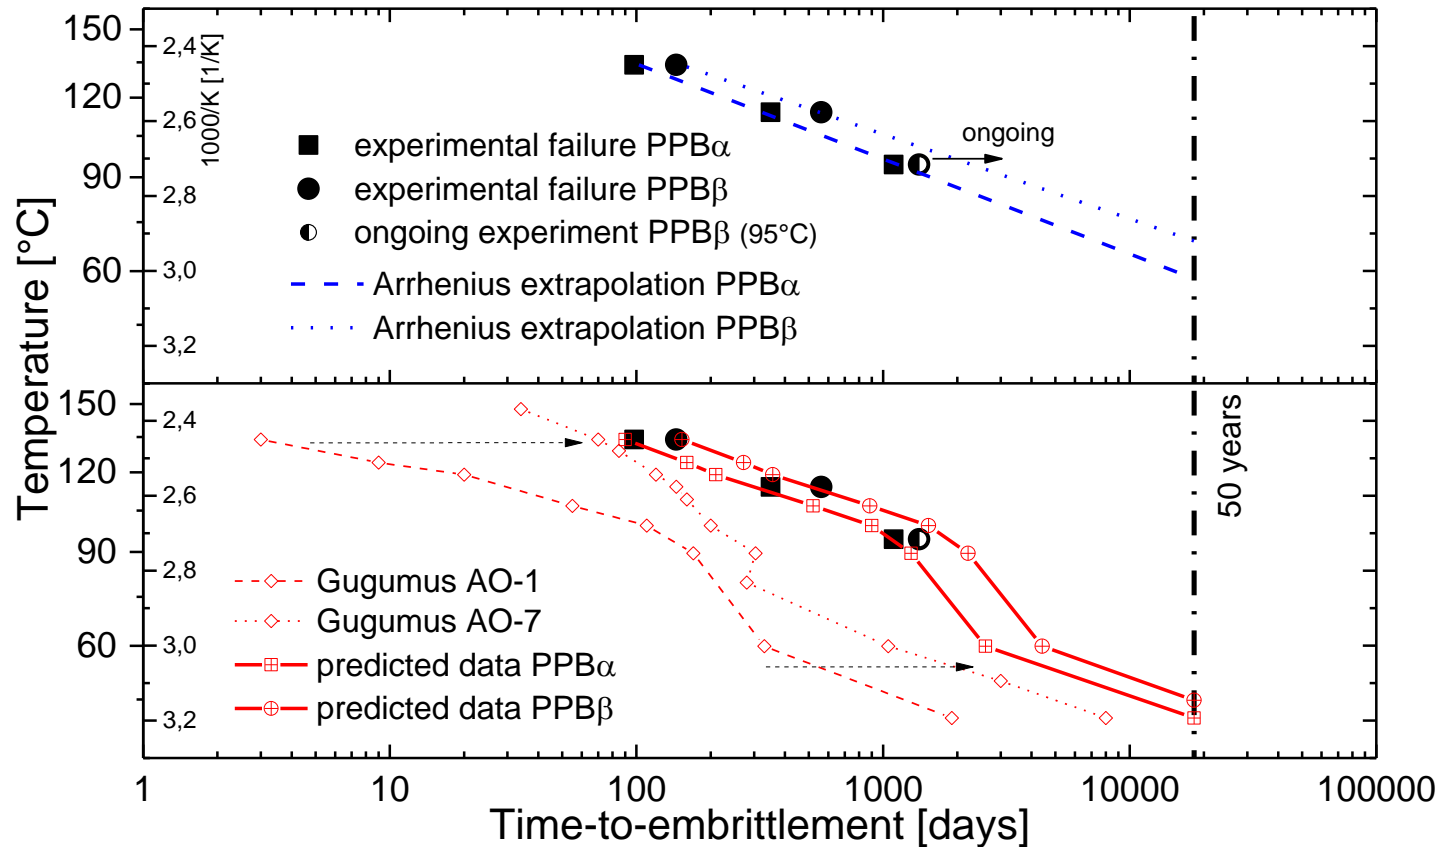 Temperature [°C]
150
120
90
60
2,4
2,6
2,8
3,0
3,2
1000/K [1/K]
experimental failure PPBα
experimental failure PPBβ
ongoing experiment PPBβ (95°C)
Arrhenius extrapolation PPBα
Arrhenius extrapolation PPBβ
ongoing
150
120
90
60
2,4
2,6
2,8
3,0
3,2
Gugumus AO-1
Gugumus AO-7
predicted data PPBα
predicted data PPBβ
50 years
1
10
100
1000
10000
100000
Time-to-embrittlement [days]